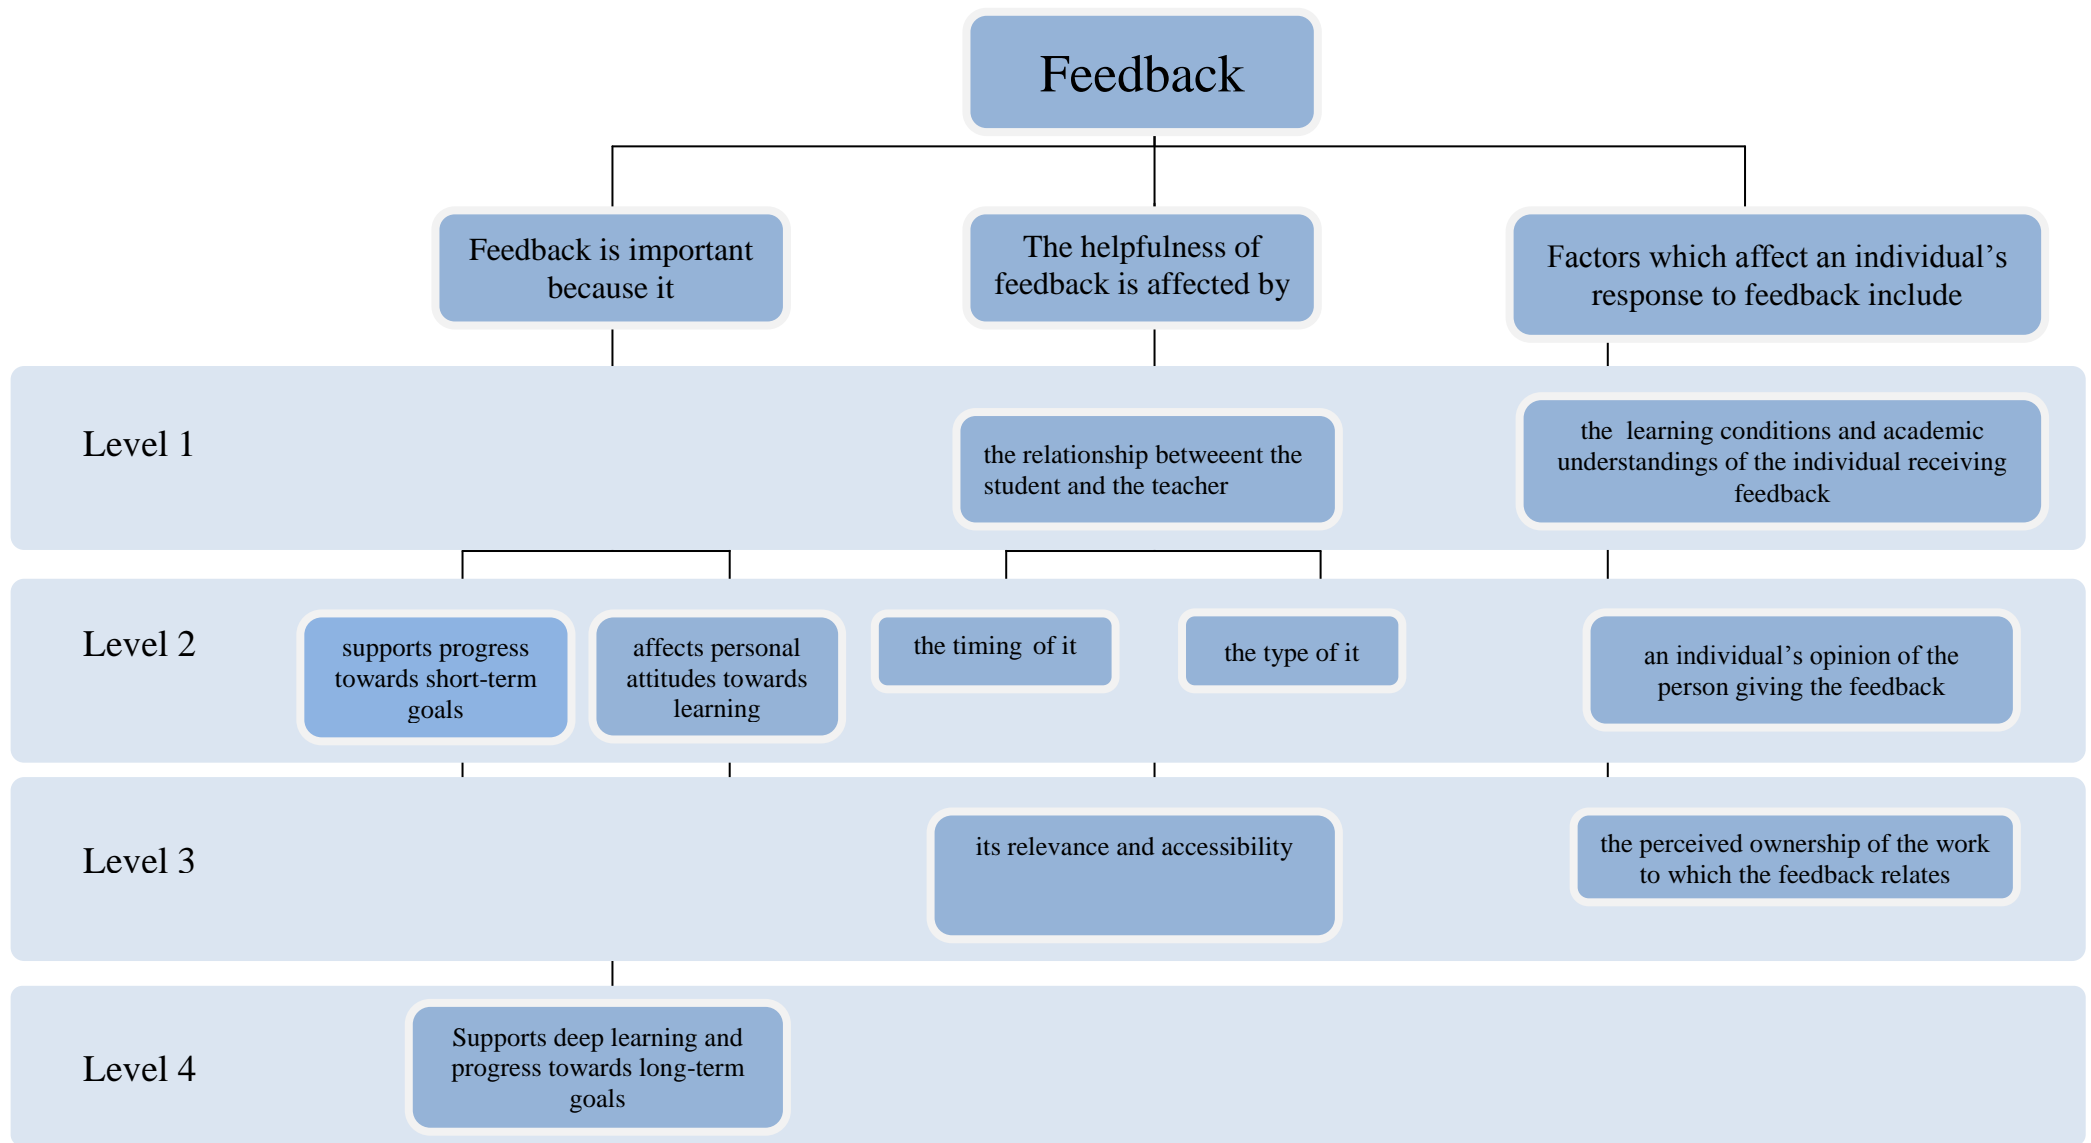 Feedback
Feedback is important
because it
The helpfulness of
feedback is affected by
Factors which affect an individual’s
response to feedback include
Level 1
the relationship betweeent the
student and the teacher
the learning conditions and academic
understandings of the individual receiving
feedback
Level 2
supports progress
towards short-term
goals
affects personal
attitudes towards
learning
the timing of it
the type of it
an individual’s opinion of the
person giving the feedback
Level 3
its relevance and accessibility
the perceived ownership of the work
to which the feedback relates
Level 4
Supports deep learning and
progress towards long-term
goals